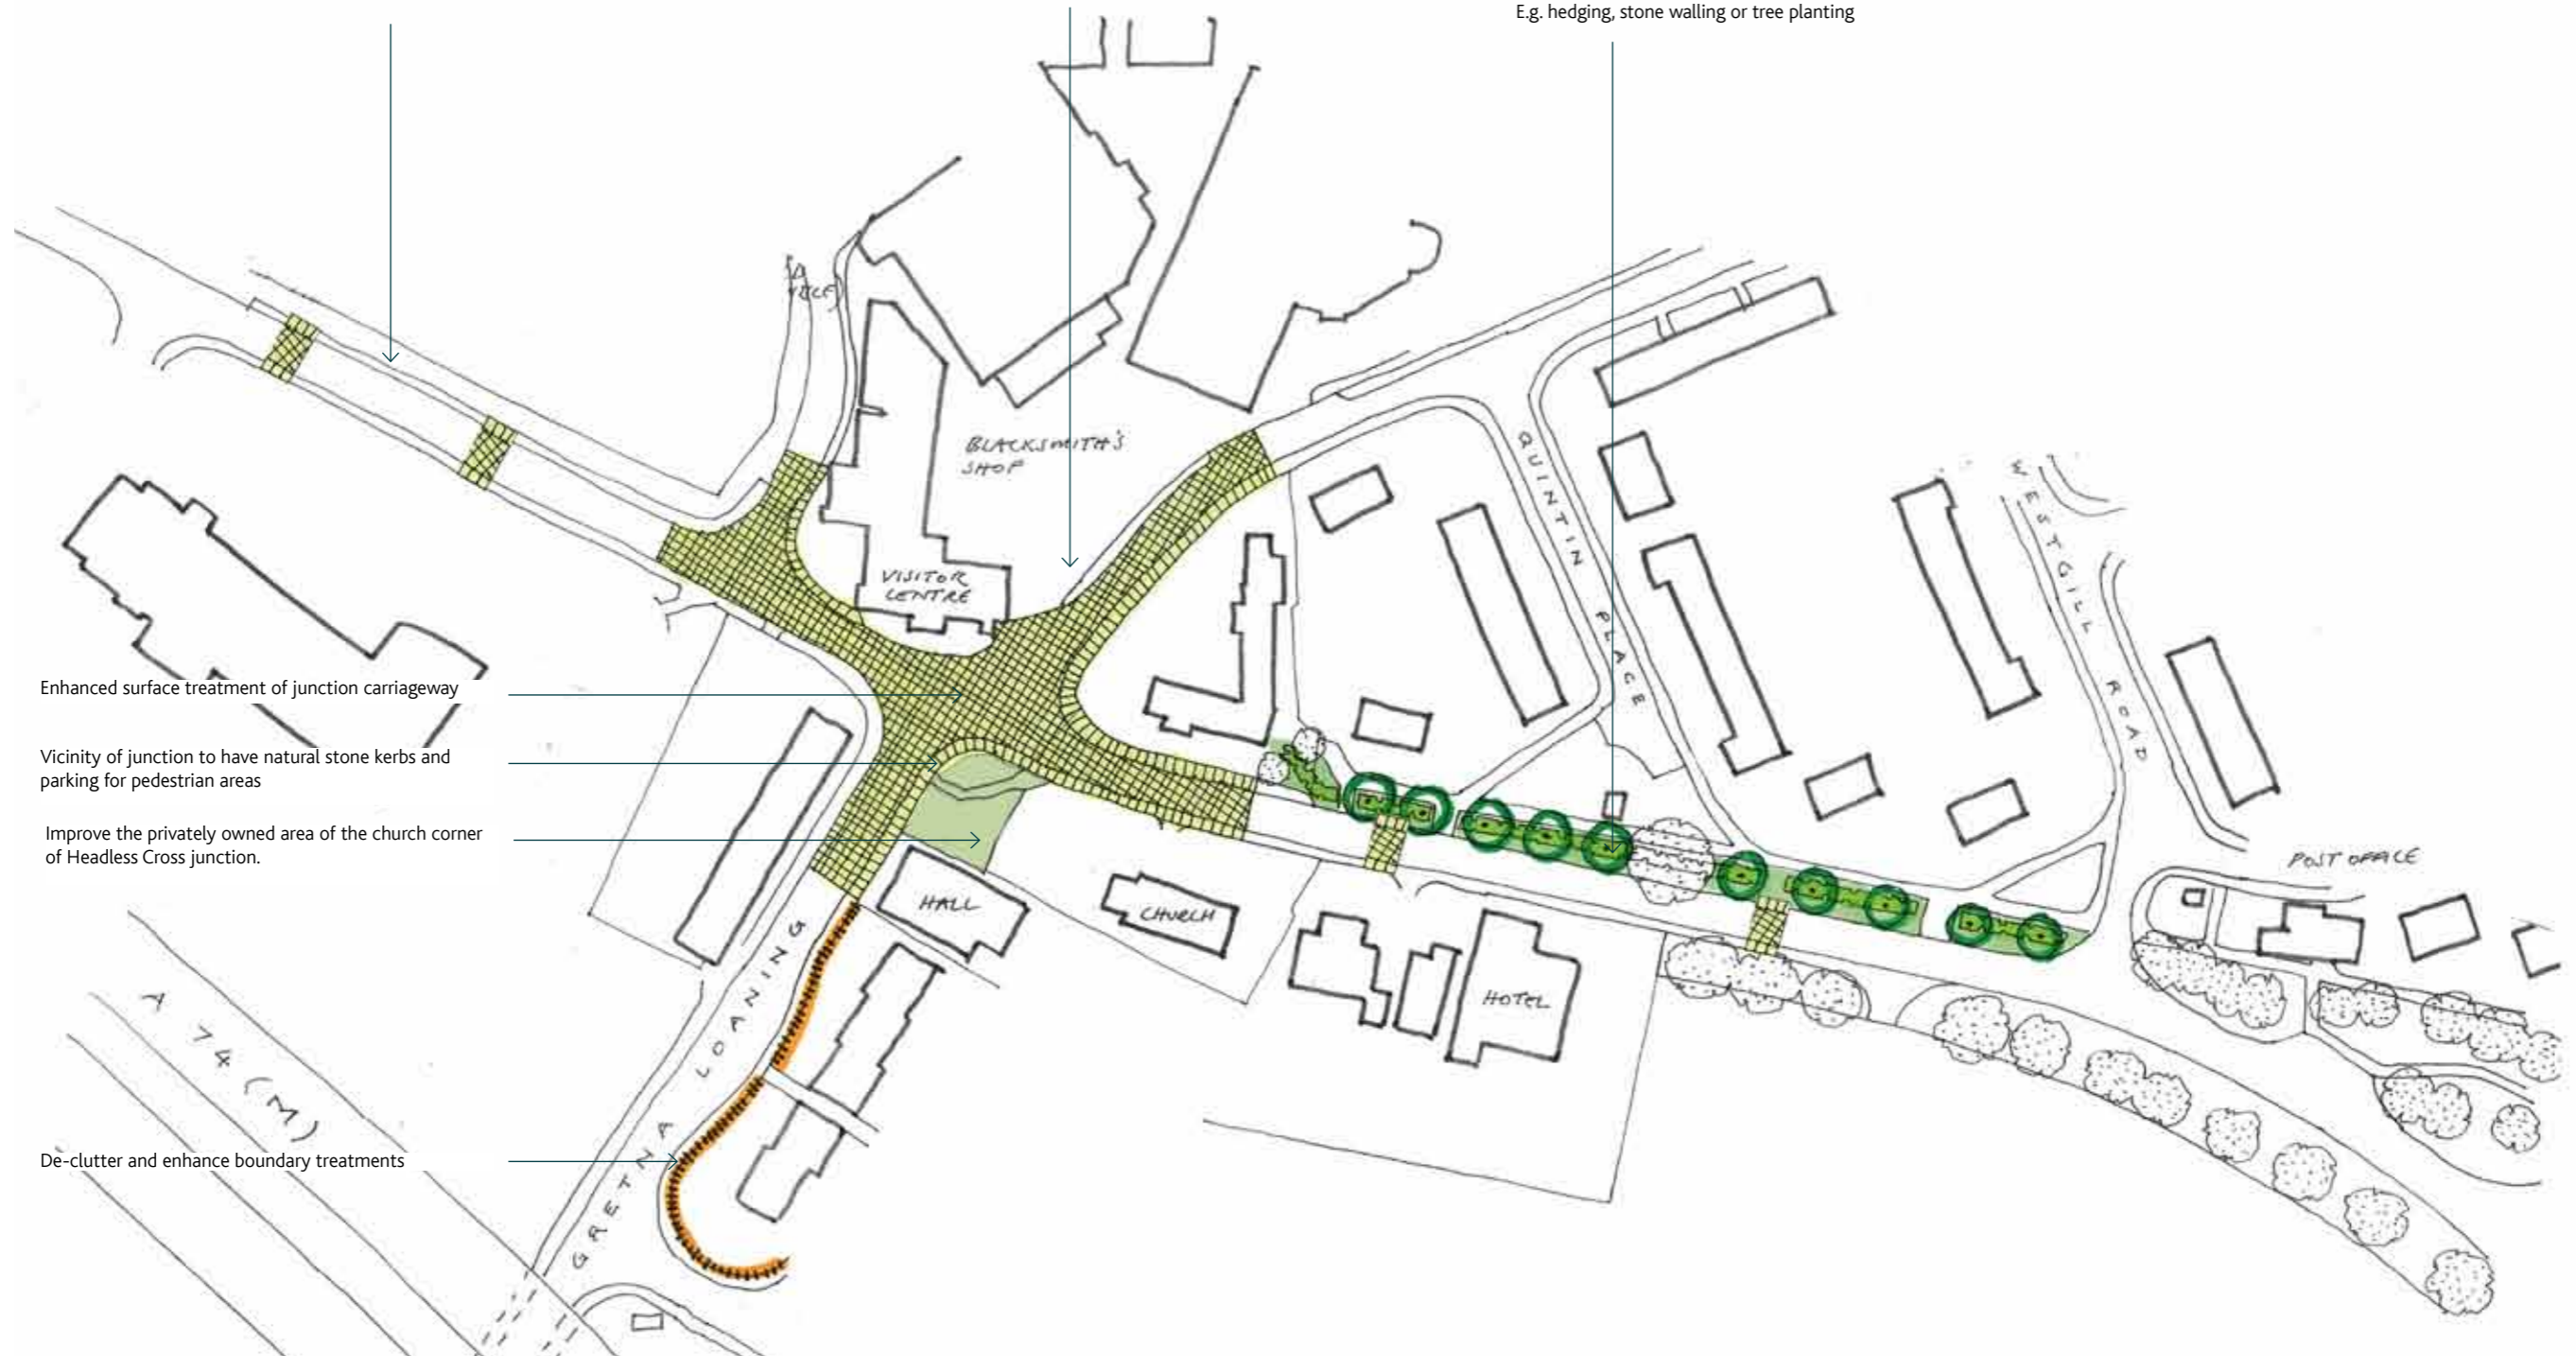 E.g. hedging, stone walling or tree planting
BLACKSMITH'S
SHOP
QUINTIN PLACE
WESTGILL ROAD
VISITOR
CENTRE
Enhanced surface treatment of junction carriageway
Vicinity of junction to have natural stone kerbs and
parking for pedestrian areas
Improve the privately owned area of the church corner
of Headless Cross junction.
POST OFFICE
HALL
CHURCH
HOTEL
GRETNA LOANING
A74(M)
De-clutter and enhance boundary treatments